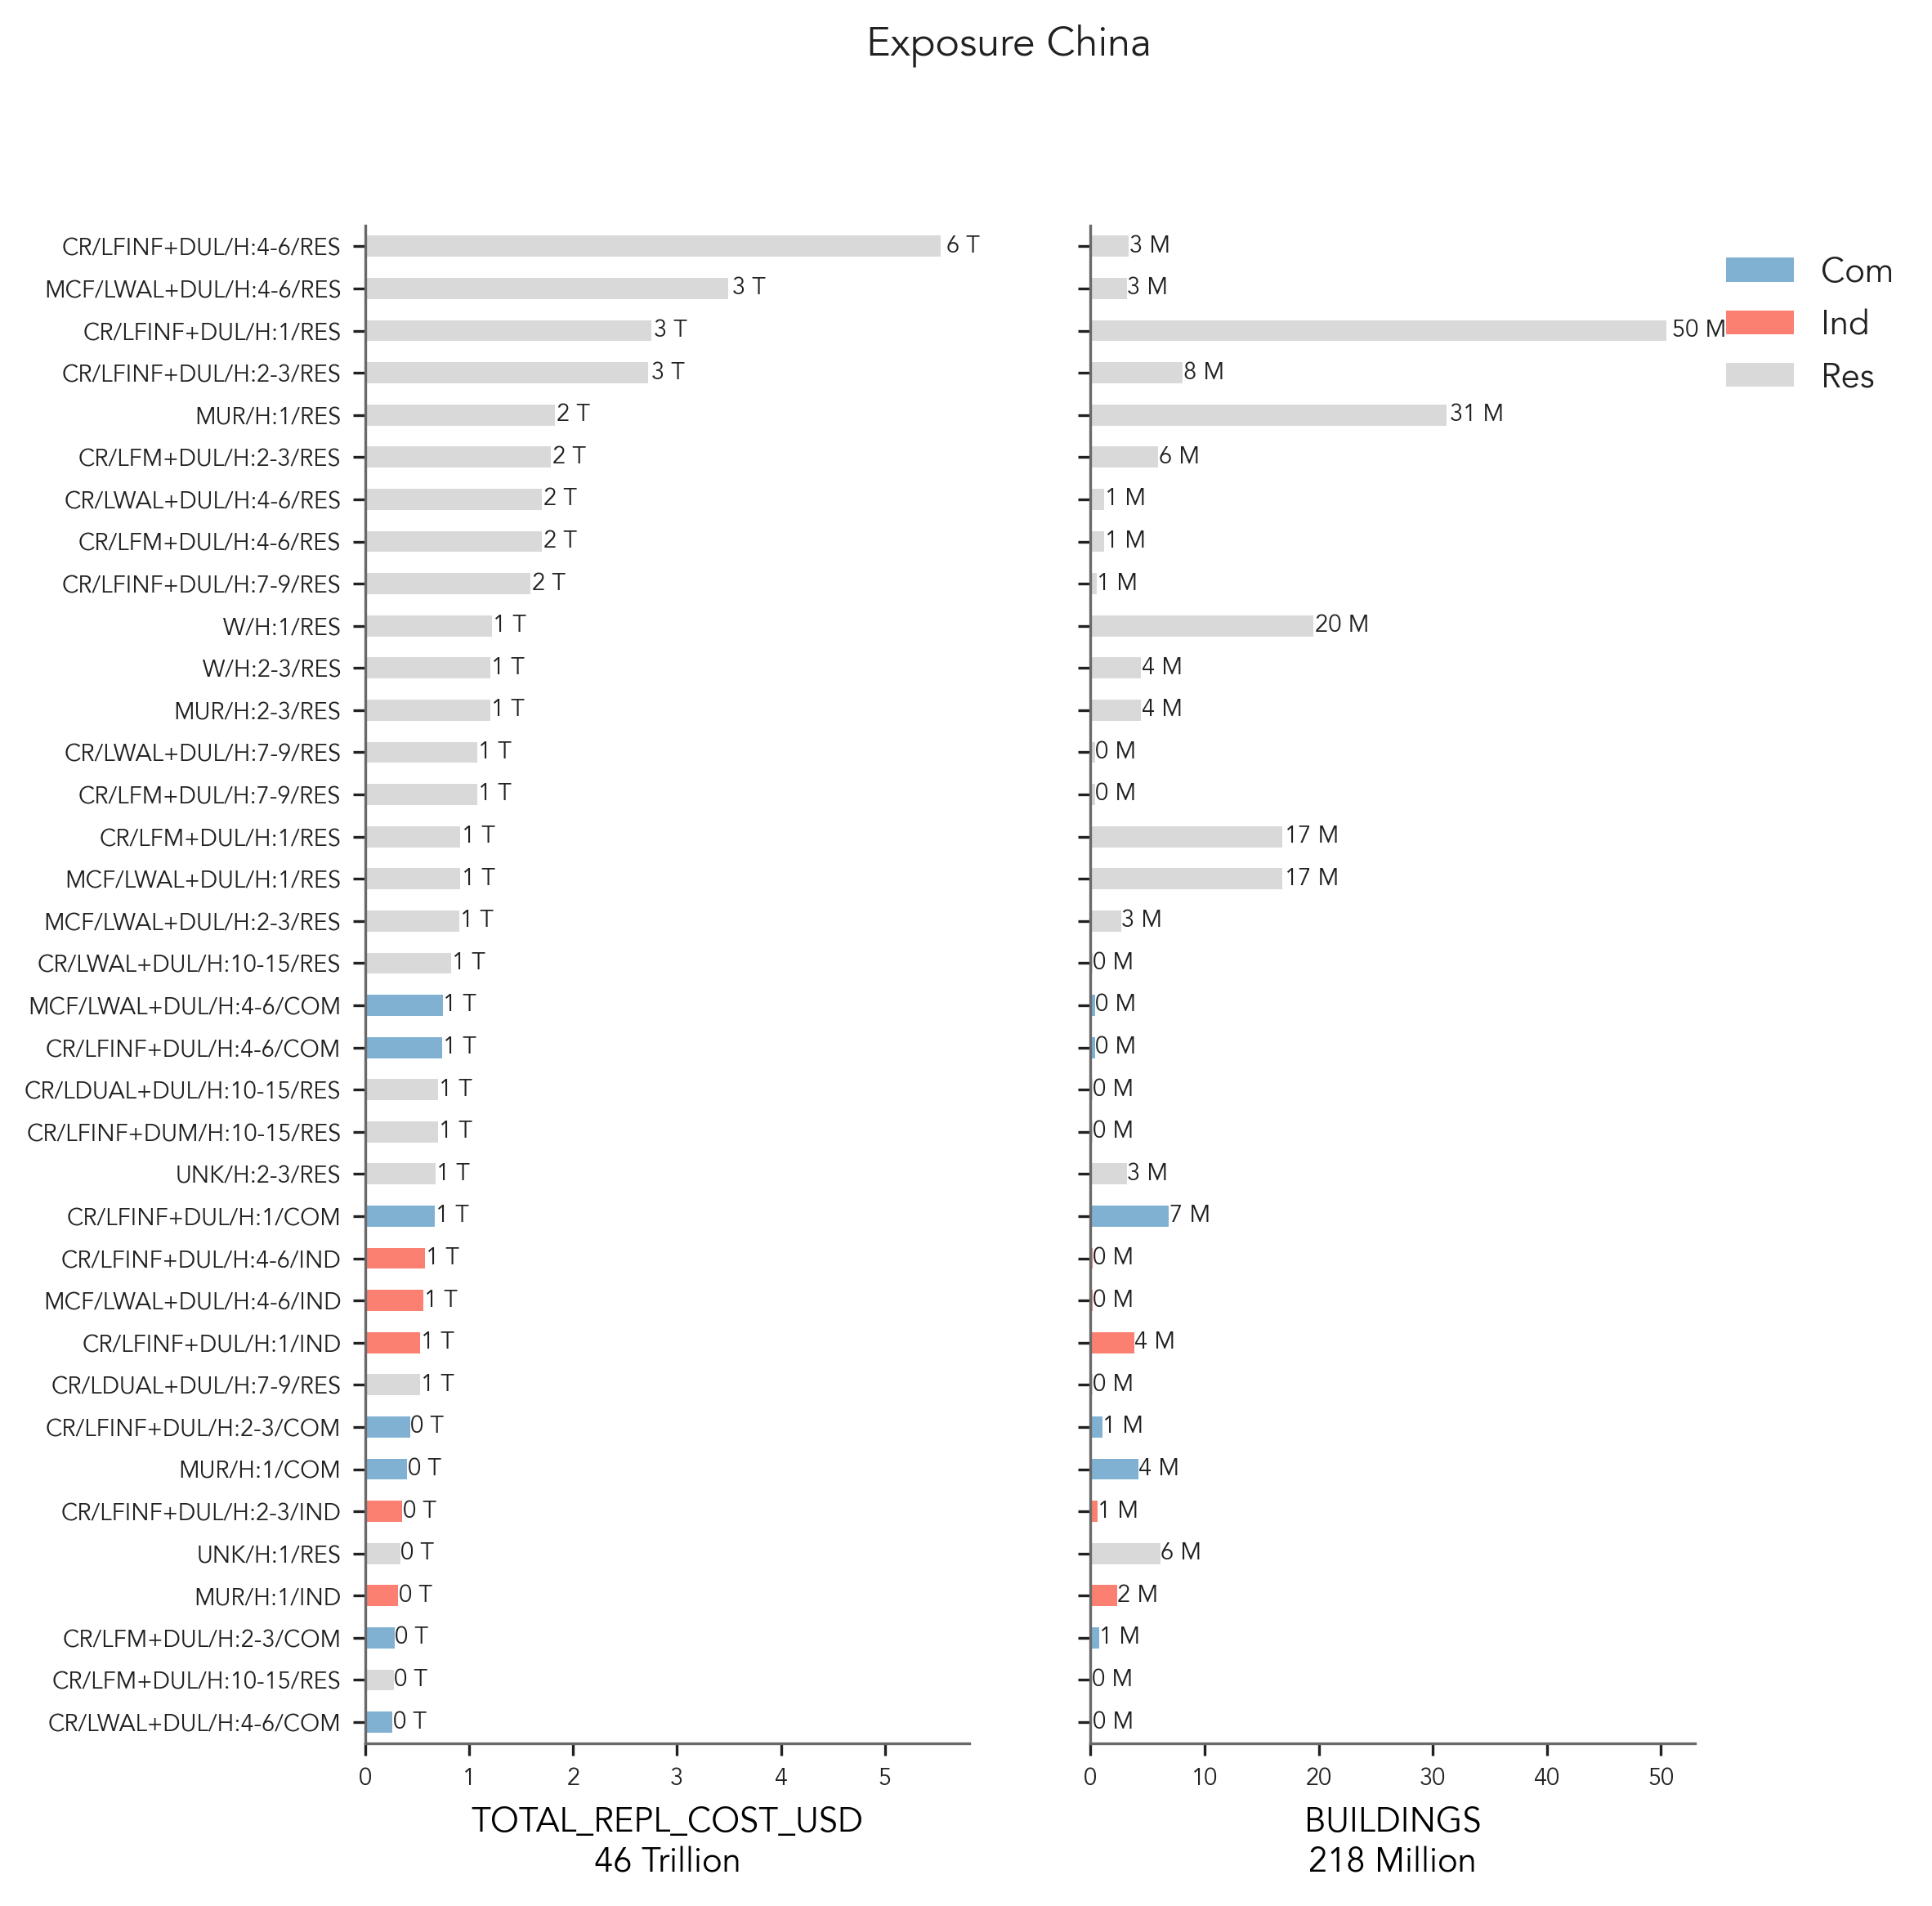 Exposure China
CR/LFINF+DUL/H:4-6/RES 6 T 3 M
MCF/LWAL+DUL/H:4-6/RES 3 T 3 M
CR/LFINF+DUL/H:1/RES 3 T 50 M
CR/LFINF+DUL/H:2-3/RES 3 T 8 M
MUR/H:1/RES 2 T 31 M
CR/LFM+DUL/H:2-3/RES 2 T 6 M
CR/LWAL+DUL/H:4-6/RES 2 T 1 M
CR/LFM+DUL/H:4-6/RES 2 T 1 M
CR/LFINF+DUL/H:7-9/RES 2 T 1 M
W/H:1/RES 1 T 20 M
W/H:2-3/RES 1 T 4 M
MUR/H:2-3/RES 1 T 4 M
CR/LWAL+DUL/H:7-9/RES 1 T 0 M
CR/LFM+DUL/H:7-9/RES 1 T 0 M
CR/LFM+DUL/H:1/RES 1 T 17 M
MCF/LWAL+DUL/H:1/RES 1 T 17 M
MCF/LWAL+DUL/H:2-3/RES 1 T 3 M
CR/LWAL+DUL/H:10-15/RES 1 T 0 M
MCF/LWAL+DUL/H:4-6/COM 1 T 0 M
CR/LFINF+DUL/H:4-6/COM 1 T 0 M
CR/LDUAL+DUL/H:10-15/RES 1 T 0 M
CR/LFINF+DUM/H:10-15/RES 1 T 0 M
UNK/H:2-3/RES 1 T 3 M
CR/LFINF+DUL/H:1/COM 1 T 7 M
CR/LFINF+DUL/H:4-6/IND 1 T 0 M
MCF/LWAL+DUL/H:4-6/IND 1 T 0 M
CR/LFINF+DUL/H:1/IND 1 T 4 M
CR/LDUAL+DUL/H:7-9/RES 1 T 0 M
CR/LFINF+DUL/H:2-3/COM 0 T 1 M
MUR/H:1/COM 0 T 4 M
CR/LFINF+DUL/H:2-3/IND 0 T 1 M
UNK/H:1/RES 0 T 6 M
MUR/H:1/IND 0 T 2 M
CR/LFM+DUL/H:2-3/COM 0 T 1 M
CR/LFM+DUL/H:10-15/RES 0 T 0 M
CR/LWAL+DUL/H:4-6/COM 0 T 0 M
0 1 2 3 4 5
TOTAL_REPL_COST_USD
46 Trillion
0 10 20 30 40 50
BUILDINGS
218 Million
Com
Ind
Res